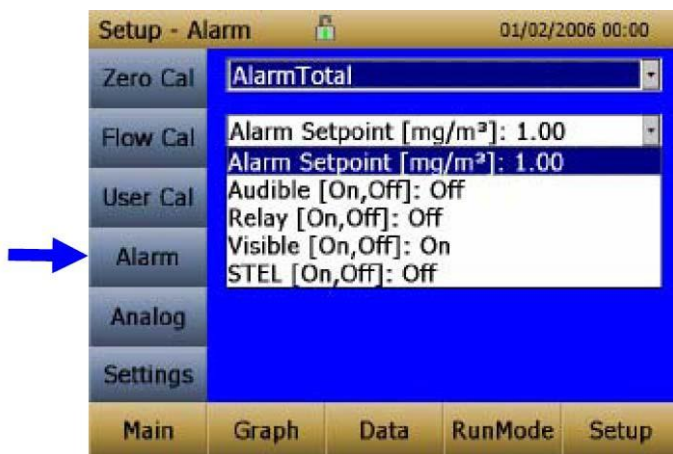 Setup - Alarm 01/02/2006 00:00
Zero Cal
AlarmTotal
Flow Cal
Alarm Setpoint [mg/m³]: 1.00
Alarm Setpoint [mg/m³]: 1.00
User Cal
Audible [On,Off]: Off
Relay [On,Off]: Off
Alarm
Visible [On,Off]: On
STEL [On,Off]: Off
Analog
Settings
Main Graph Data RunMode Setup